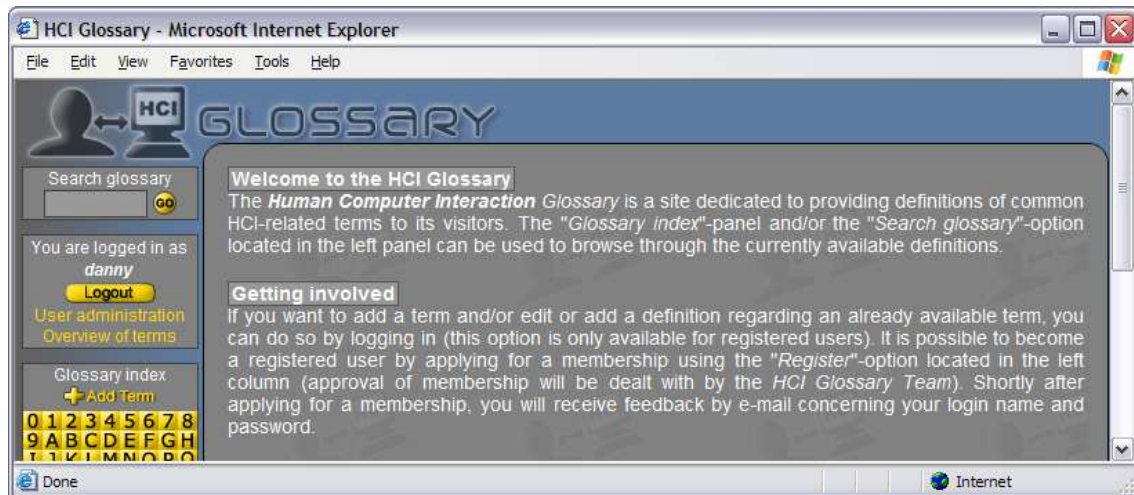 HCI Glossary - Microsoft Internet Explorer
File Edit View Favorites Tools Help
HCI GLOSSARY
Search glossary
GO
You are logged in as
danny
Logout
User administration
Overview of terms
Glossary index
Add Term
0 1 2 3 4 5 6 7 8
9 A B C D E F G H
I J K L M N O P Q
Welcome to the HCI Glossary
The Human Computer Interaction Glossary is a site dedicated to providing definitions of common
HCI-related terms to its visitors. The "Glossary index"-panel and/or the "Search glossary"-option
located in the left panel can be used to browse through the currently available definitions.
Getting involved
If you want to add a term and/or edit or add a definition regarding an already available term, you
can do so by logging in (this option is only available for registered users). It is possible to become
a registered user by applying for a membership using the "Register"-option located in the left
column (approval of membership will be dealt with by the HCI Glossary Team). Shortly after
applying for a membership, you will receive feedback by e-mail concerning your login name and
password.
Done
Internet